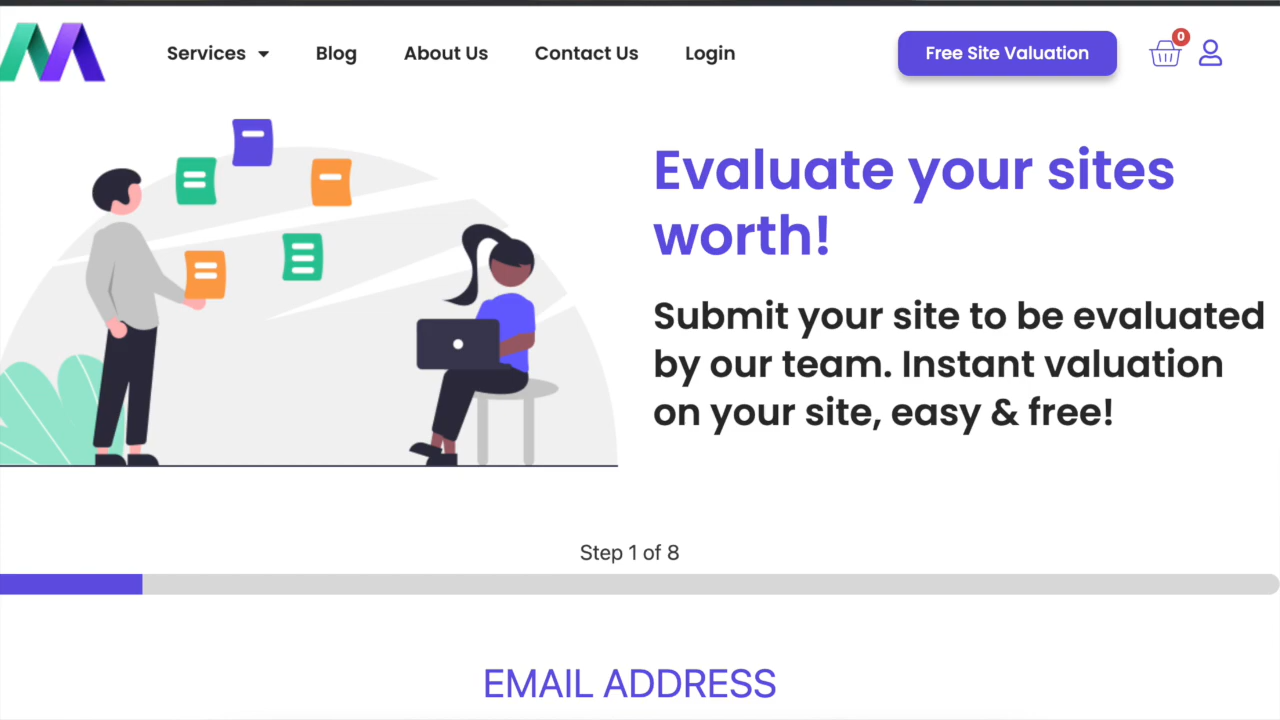 Services
Blog
About Us
Contact Us
Login
Free Site Valuation
0
Evaluate your sites
worth!
Submit your site to be evaluated
by our team. Instant valuation
on your site, easy & free!
Step 1 of 8
EMAIL ADDRESS